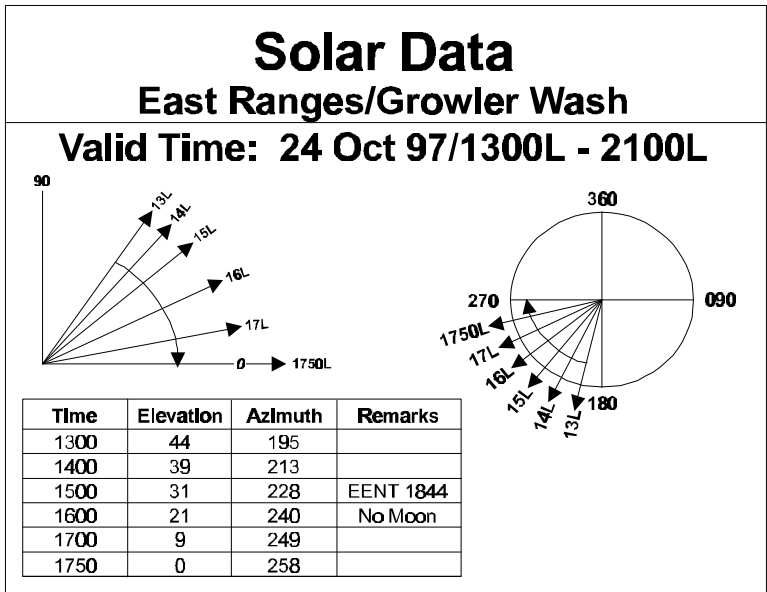 Solar Data
East Ranges/Growler Wash
Valid Time: 24 Oct 97/1300L - 2100L
90
13L
14L
15L
16L
17L
0
1750L
360
270
090
180
1750L
17L
16L
15L
14L
13L
Time Elevation Azimuth Remarks
1300 44 195
1400 39 213
1500 31 228 EENT 1844
1600 21 240 No Moon
1700 9 249
1750 0 258